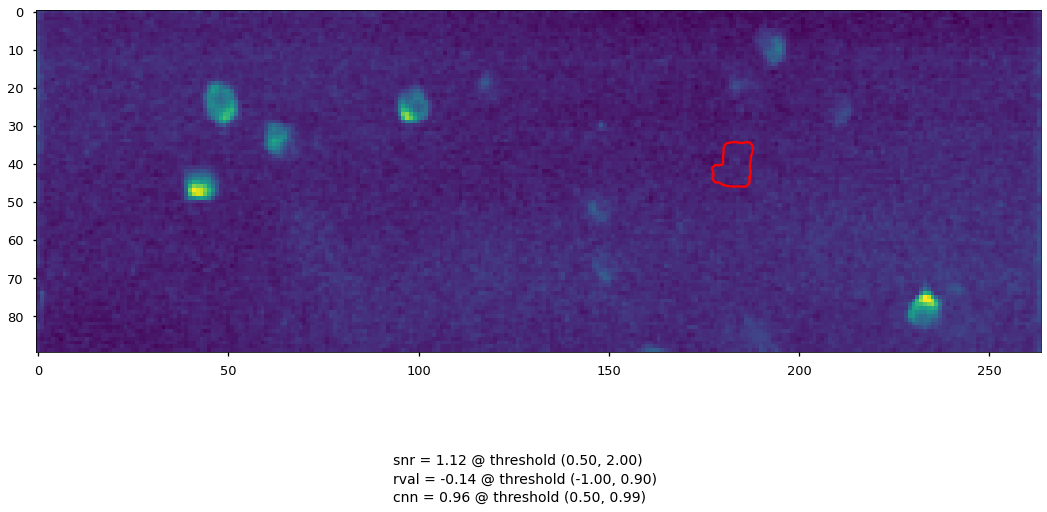 0
10
20
30
40
50
60
70
80
0 50 100 150 200 250
snr = 1.12 @ threshold (0.50, 2.00)
rval = -0.14 @ threshold (-1.00, 0.90)
cnn = 0.96 @ threshold (0.50, 0.99)